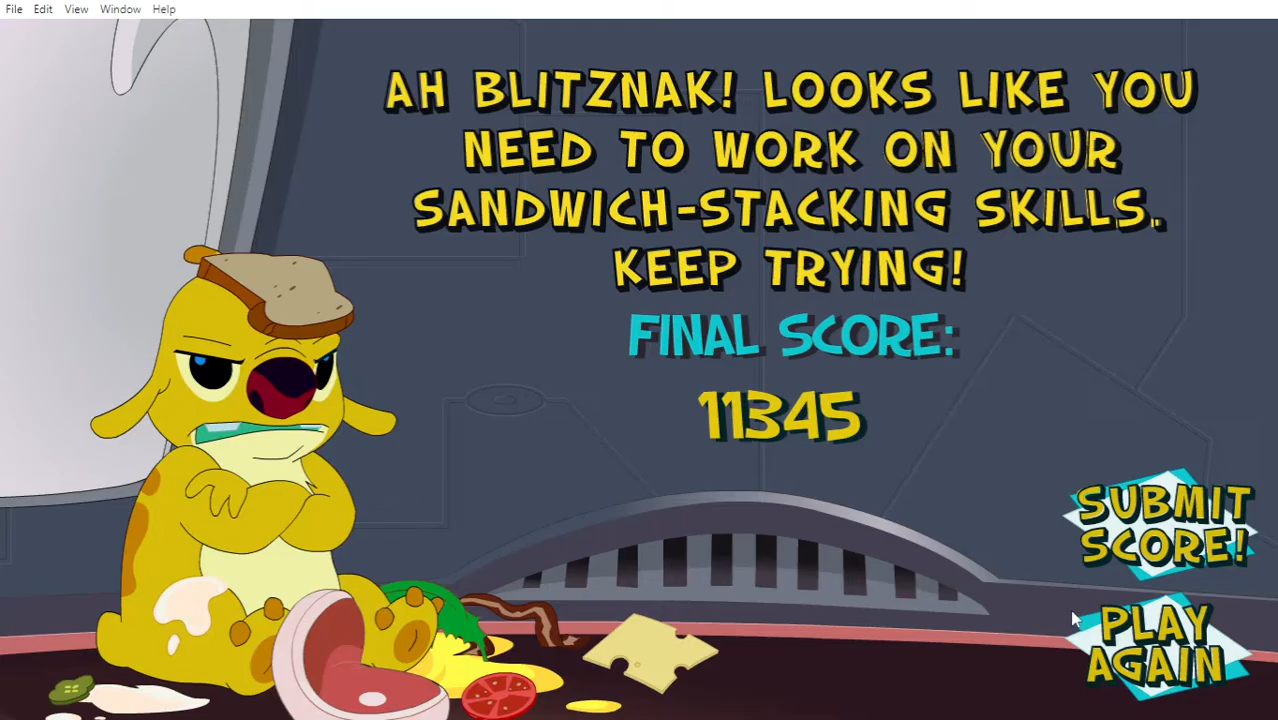 File Edit View Window Help
AH BLITZNAK! LOOKS LIKE YOU
NEED TO WORK ON YOUR
SANDWICH-STACKING SKILLS.
KEEP TRYING!
FINAL SCORE:
11345
SUBMIT
SCORE!
PLAY
AGAIN